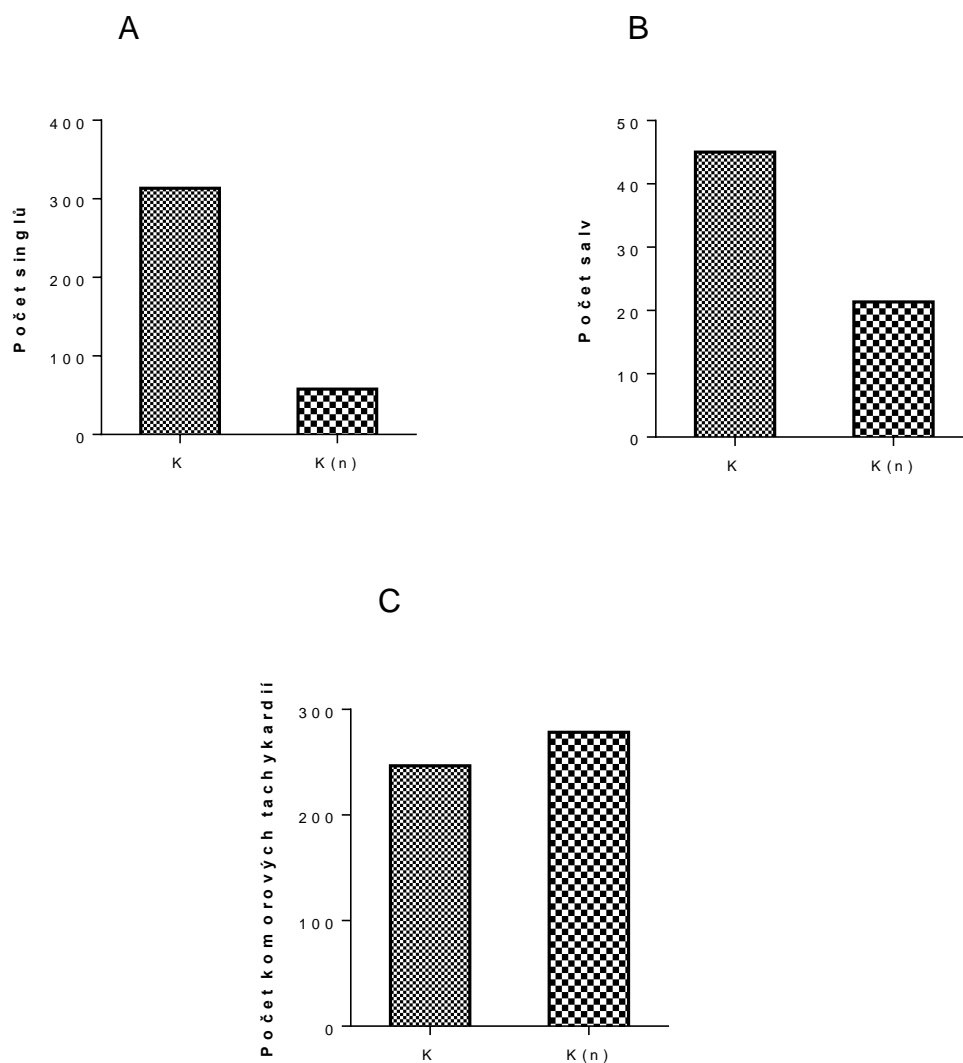 A
Počet singlů
400
300
200
100
0
K
K(n)
B
Počet salv
50
40
30
20
10
0
K
K(n)
C
Počet komorových tachykardií
300
200
100
0
K
K(n)